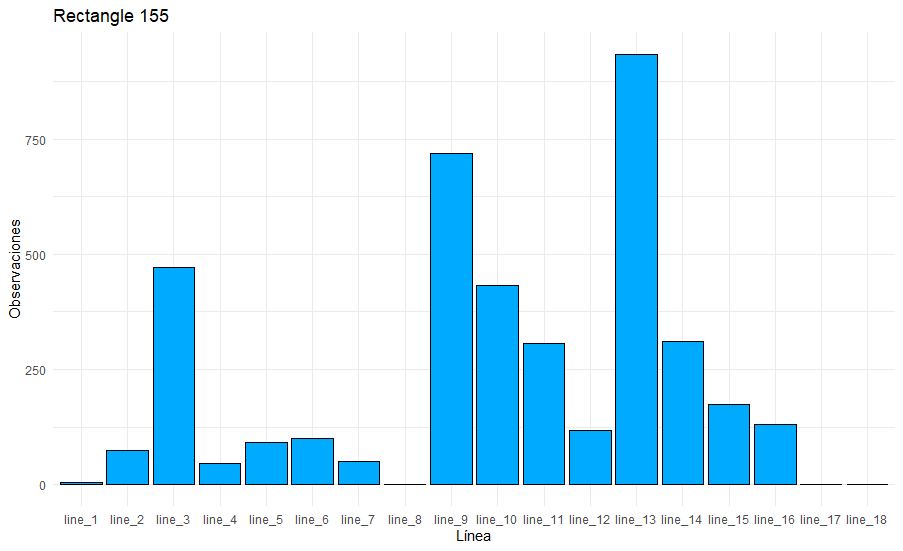 Rectangle 155
Observaciones
750
500
250
0
line_1 line_2 line_3 line_4 line_5 line_6 line_7 line_8 line_9 line_10 line_11 line_12 line_13 line_14 line_15 line_16 line_17 line_18
Línea